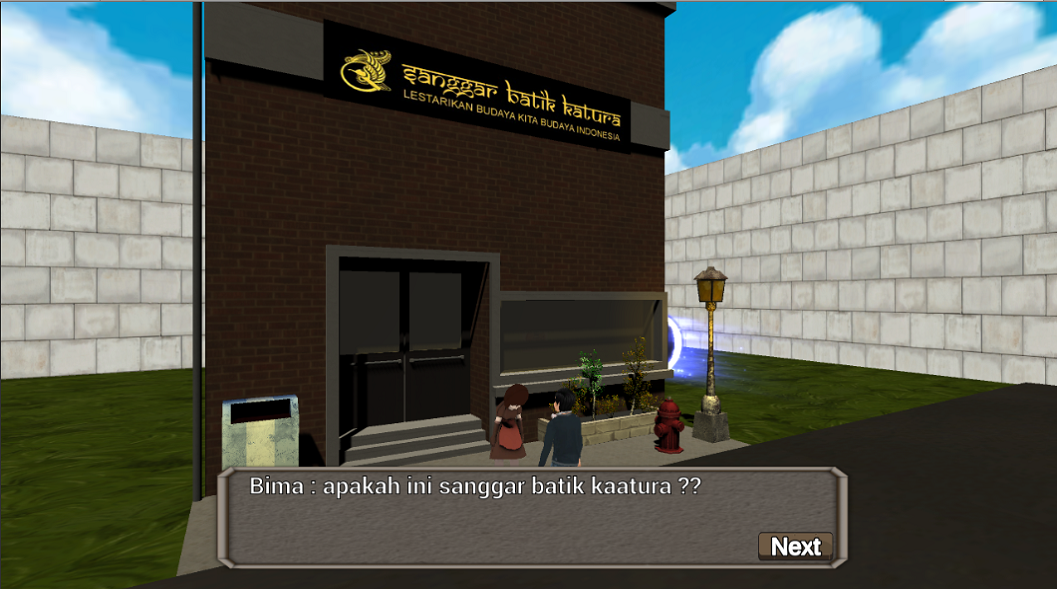 sanggar batik katura
LESTARIKAN BUDAYA KITA BUDAYA INDONESIA
Bima : apakah ini sanggar batik kaatura ??
Next